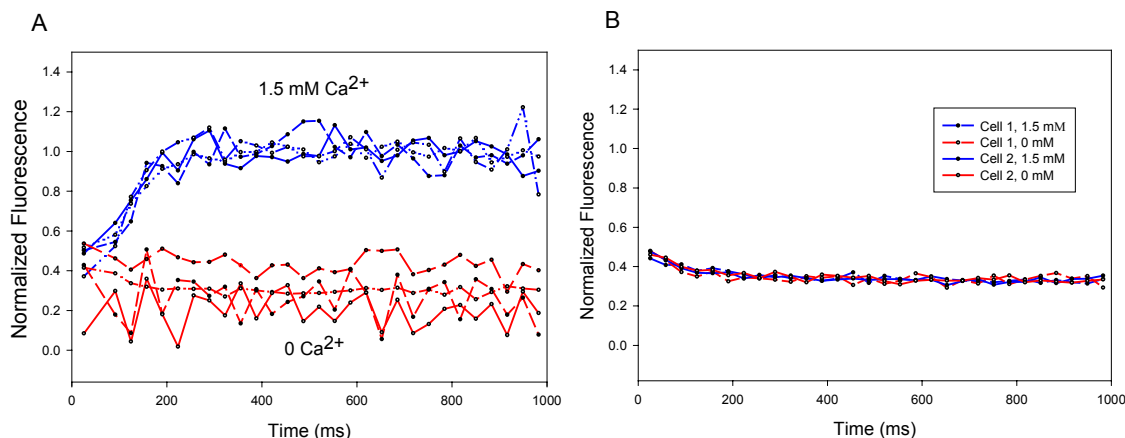 A
Normalized Fluorescence
1.4
1.2
1.0
0.8
0.6
0.4
0.2
0.0
1.5 mM Ca2+
0 Ca2+
0
200
400
600
800
1000
Time (ms)
B
Normalized Fluorescence
1.4
1.2
1.0
0.8
0.6
0.4
0.2
0.0
Cell 1, 1.5 mM
Cell 1, 0 mM
Cell 2, 1.5 mM
Cell 2, 0 mM
0
200
400
600
800
1000
Time (ms)